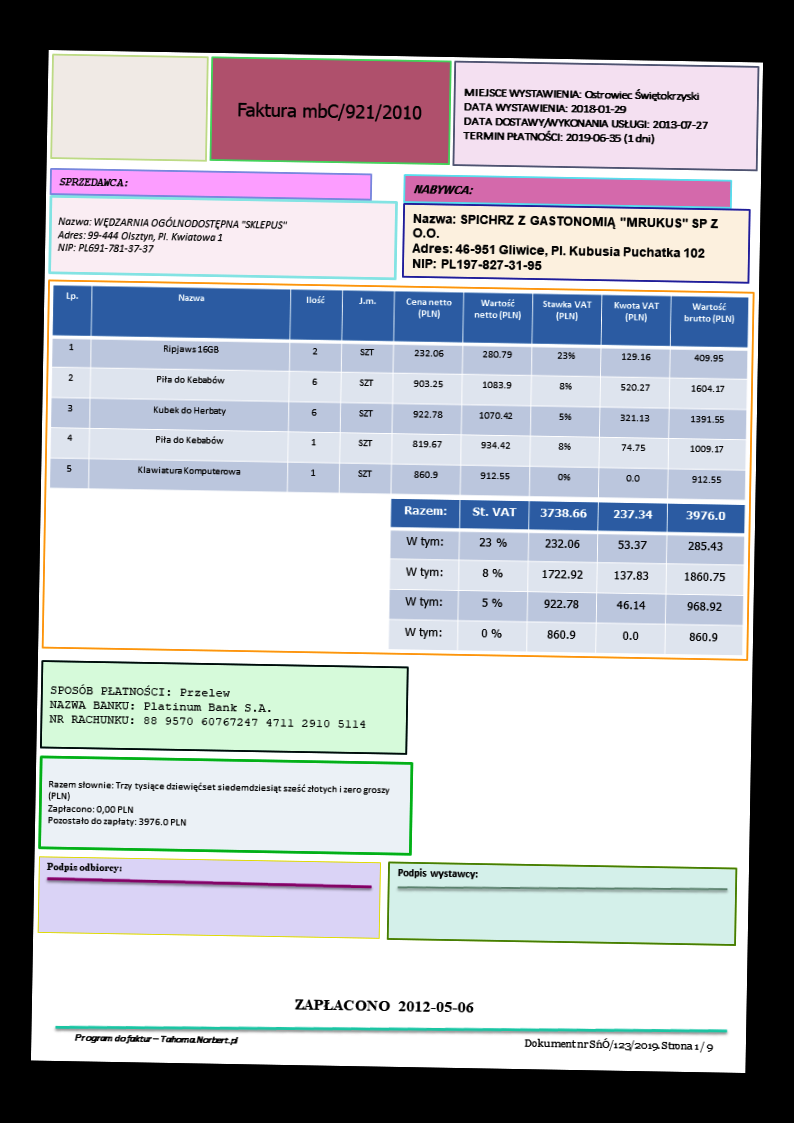 Faktura mbC/921/2010
MIEJSCE WYSTAWIENIA: Ostrowiec Świętokrzyski
DATA WYSTAWIENIA: 2018-01-29
DATA DOSTAWY/WYKONANIA USŁUGI: 2013-07-27
TERMIN PŁATNOŚCI: 2019-06-35 (1 dni)
SPRZEDAWCA:
Nazwa: WĘDZARNIA OGÓLNODOSTĘPNA "SKLEPUS"
Adres: 99-444 Olsztyn, Pl. Kwiatowa 1
NIP: PL691-781-37-37
NABYWCA:
Nazwa: SPICHRZ Z GASTONOMIĄ "MRUKUS" SP Z
O.O.
Adres: 46-951 Gliwice, Pl. Kubusia Puchatka 102
NIP: PL197-827-31-95
Lp. Nazwa Ilość J.m. Cena netto (PLN) Wartość netto (PLN) Stawka VAT (PLN) Kwota VAT (PLN) Wartość brutto (PLN)
1 Ripjaws 16GB 2 SZT 232.06 280.79 23% 129.16 409.95
2 Piła do Kebabów 6 SZT 903.25 1083.9 8% 520.27 1604.17
3 Kubek do Herbaty 6 SZT 922.78 1070.42 5% 321.13 1391.55
4 Piła do Kebabów 1 SZT 819.67 934.42 8% 74.75 1009.17
5 Klawiatura Komputerowa 1 SZT 860.9 912.55 0% 0.0 912.55
Razem: St. VAT 3738.66 237.34 3976.0
W tym: 23 % 232.06 53.37 285.43
W tym: 8 % 1722.92 137.83 1860.75
W tym: 5 % 922.78 46.14 968.92
W tym: 0 % 860.9 0.0 860.9
SPOSÓB PŁATNOŚCI: Przelew
NAZWA BANKU: Platinum Bank S.A.
NR RACHUNKU: 88 9570 60767247 4711 2910 5114
Razem słownie: Trzy tysiące dziewięćset siedemdziesiąt sześć złotych i zero groszy
(PLN)
Zapłacono: 0,00 PLN
Pozostało do zapłaty: 3976.0 PLN
Podpis odbiorcy:
Podpis wystawcy:
ZAPŁACONO 2012-05-06
Program do faktur – Tahoma.Norbert.pl
Dokument nr SńÓ/123/2019. Strona 1 / 9